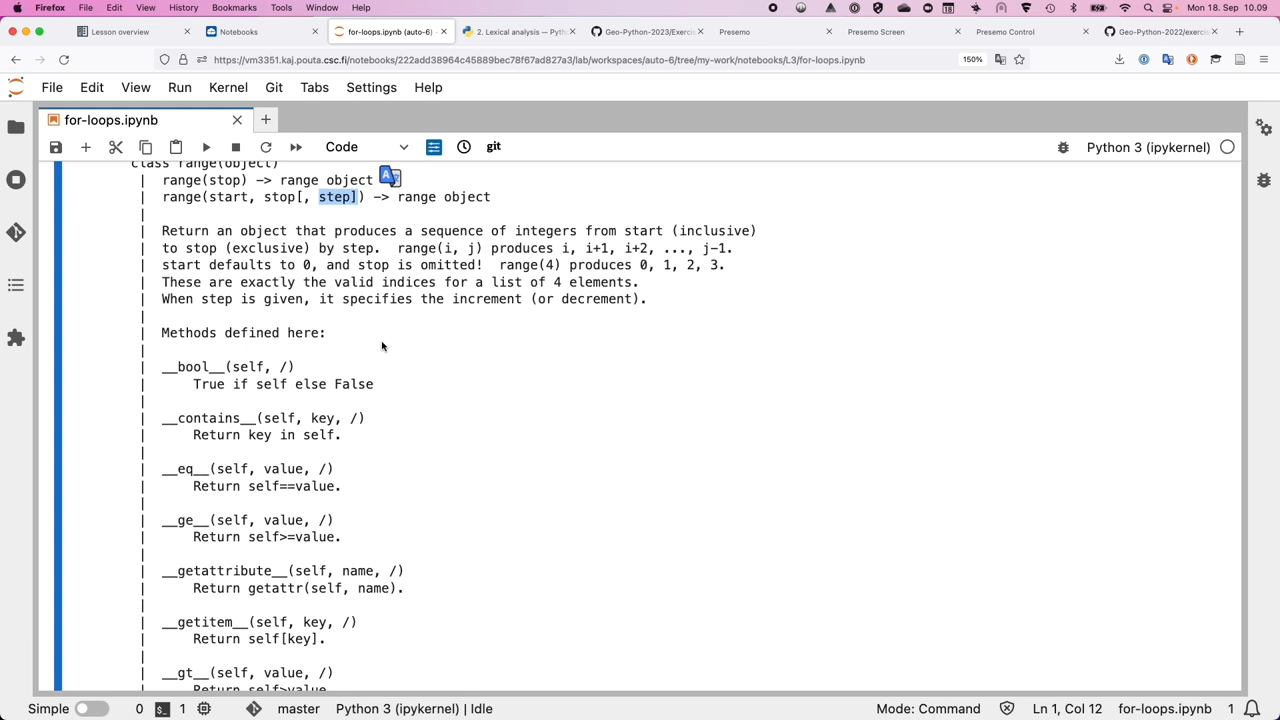 Firefox File Edit View History Bookmarks Tools Window Help Mon 18. Sep 10.09
Lesson overview Notebooks for-loops.ipynb (auto-6) - 2. Lexical analysis — Pyth Geo-Python-2023/Exercis Presemo Presemo Screen Presemo Control Geo-Python-2022/exercis
https://vm3351.kaj.pouta.csc.fi/notebooks/222add38964c45889bec78f67ad827a3/lab/workspaces/auto-6/tree/my-work/notebooks/L3/for-loops.ipynb 150%
File Edit View Run Kernel Git Tabs Settings Help
for-loops.ipynb
Code git Python 3 (ipykernel)
class range(object)
| range(stop) -> range object
| range(start, stop[, step]) -> range object
|
| Return an object that produces a sequence of integers from start (inclusive)
| to stop (exclusive) by step. range(i, j) produces i, i+1, i+2, ..., j-1.
| start defaults to 0, and stop is omitted! range(4) produces 0, 1, 2, 3.
| These are exactly the valid indices for a list of 4 elements.
| When step is given, it specifies the increment (or decrement).
|
| Methods defined here:
|
| __bool__(self, /)
| True if self else False
|
| __contains__(self, key, /)
| Return key in self.
|
| __eq__(self, value, /)
| Return self==value.
|
| __ge__(self, value, /)
| Return self>=value.
|
| __getattribute__(self, name, /)
| Return getattr(self, name).
|
| __getitem__(self, key, /)
| Return self[key].
|
| __gt__(self, value, /)
| Return self>value.
Simple 0 1 master Python 3 (ipykernel) | Idle Mode: Command Ln 1, Col 12 for-loops.ipynb 1